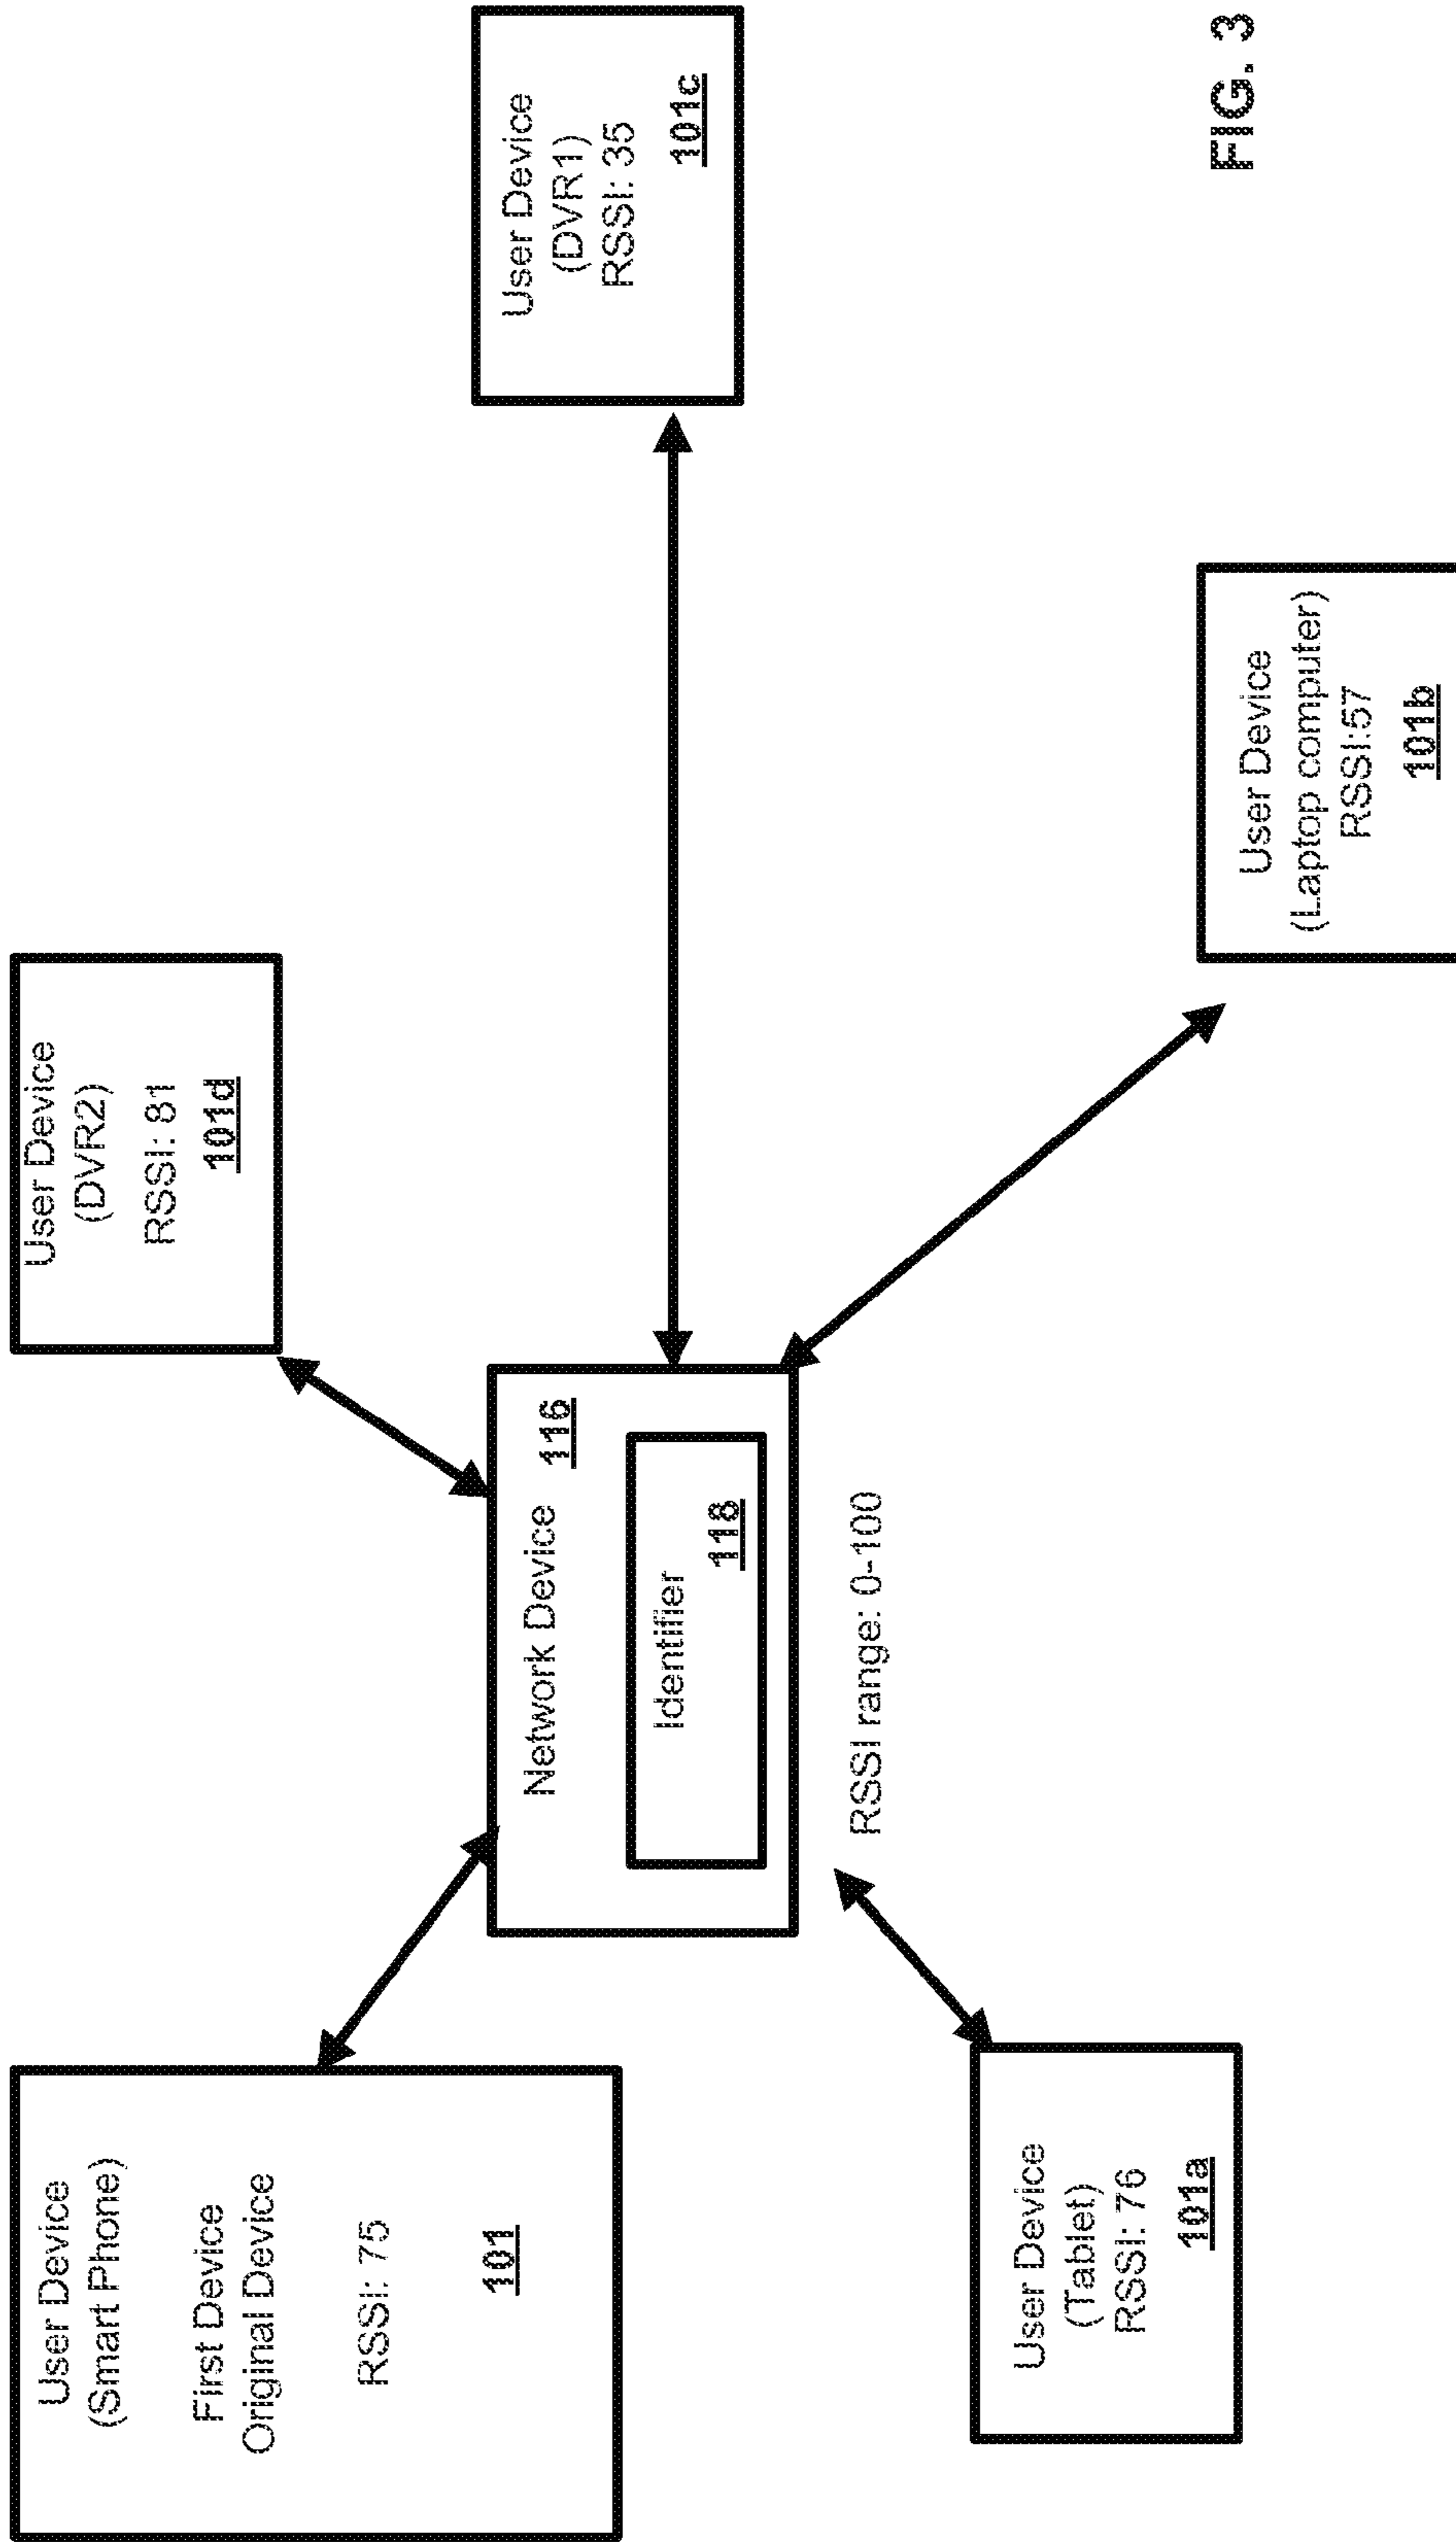 User Device
(Smart Phone)
First Device
Original Device
RSSI: 75
101
User Device
(DVR2)
RSSI: 81
101d
Network Device
116
Identifier
118
RSSI range: 0-100
User Device
(DVR1)
RSSI: 35
101c
User Device
(Tablet)
RSSI: 76
101a
User Device
(Laptop computer)
RSSI:57
101b
FIG. 3